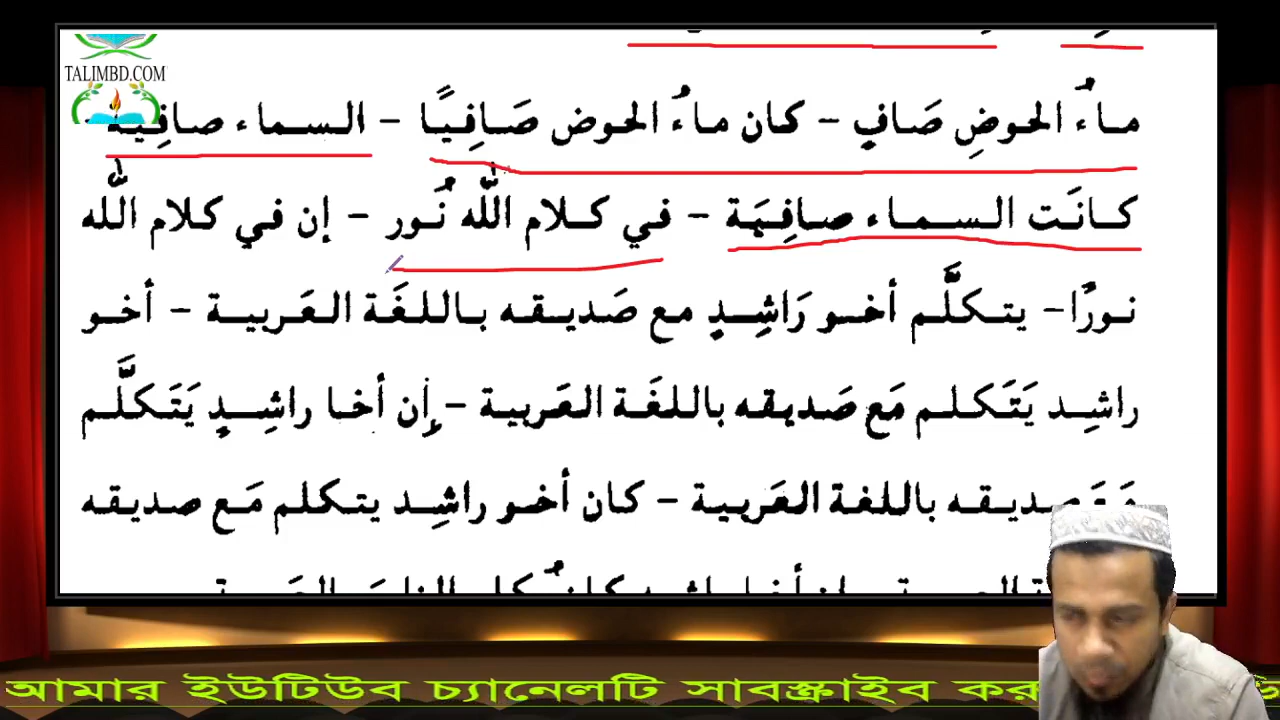 TALIMBD.COM
ماءُ الحوضِ صَافٍ – كان ماءُ الحوض صَافِيًا – السماء صافِيَة
كانَت السماء صافِيَة – في كلام اللّٰه نُور – إن في كلام اللّٰه
نورًا – يتكلَّم أخو رَاشِدٍ مع صَديقه باللغَة العَربية – أخو
راشِد يَتَكلم مَع صَديقه باللغَة العَربية – إِن أخا راشِدٍ يَتَكلَّم
مَعَ صديقه باللغة العَربية – كان أخو راشِد يتكلم مَع صديقه
আমার ইউটিউব চ্যানেলটি সাবস্ক্রাইব কর